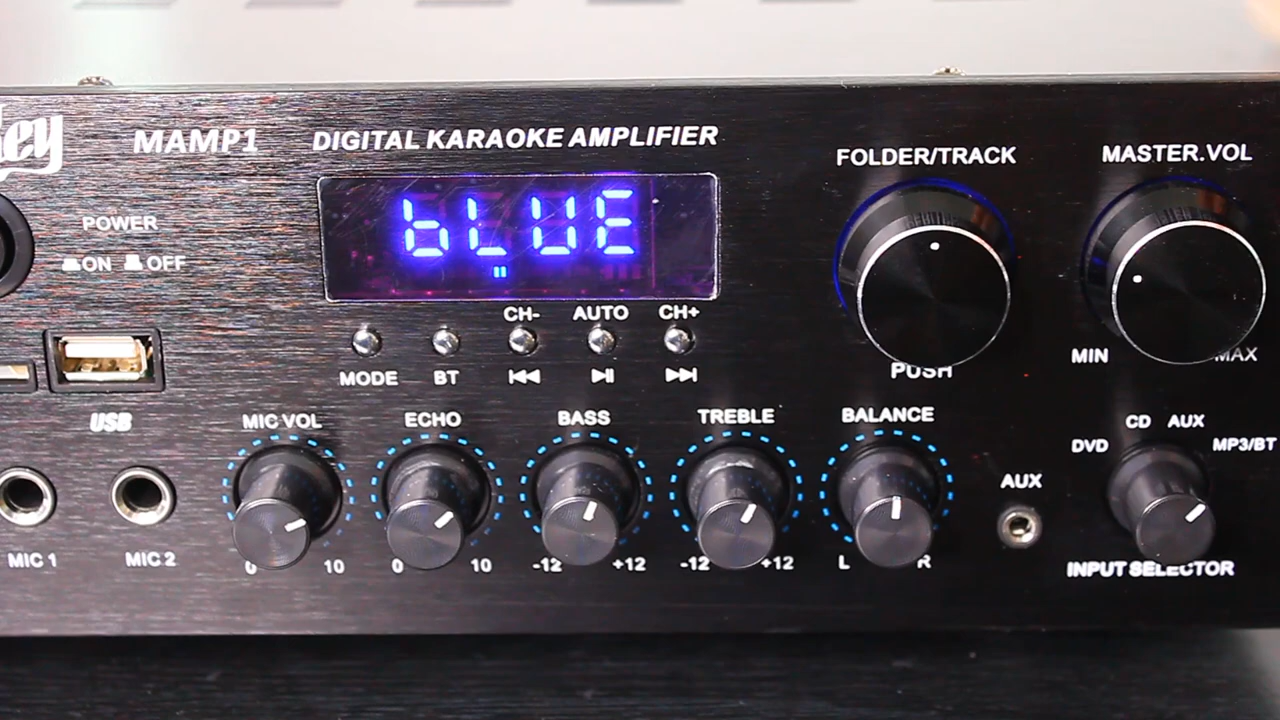 MAMP1 DIGITAL KARAOKE AMPLIFIER
FOLDER/TRACK
MASTER.VOL
bLUE
POWER
ON OFF
CH- AUTO CH+
MODE BT
PUSH
MIN MAX
USB
MIC VOL
ECHO
BASS
TREBLE
BALANCE
CD AUX
DVD MP3/BT
AUX
MIC 1
MIC 2
0 10
0 10
-12 +12
-12 +12
L R
INPUT SELECTOR